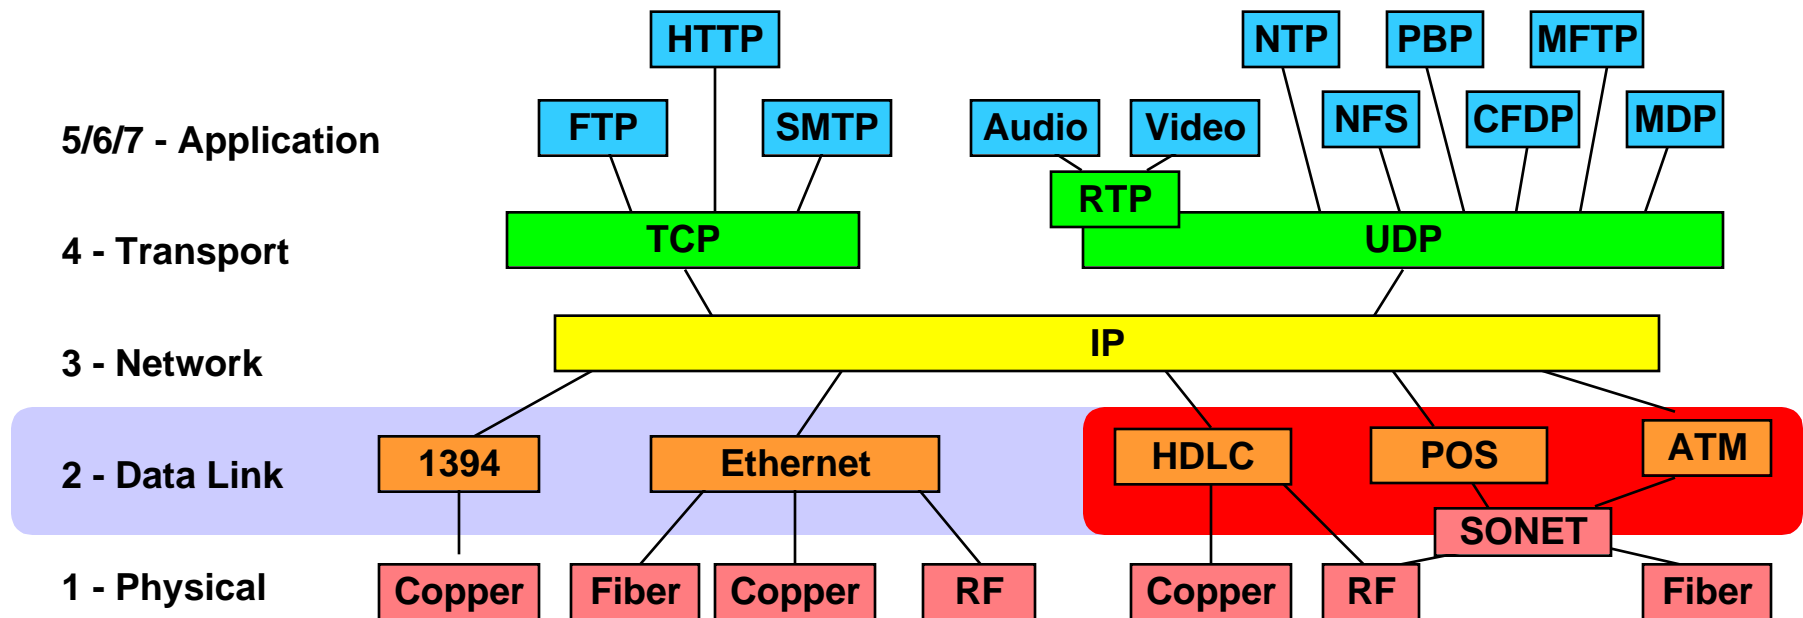 HTTP
NTP
PBP
MFTP
5/6/7 - Application
FTP
SMTP
Audio
Video
NFS
CFDP
MDP
RTP
4 - Transport
TCP
UDP
3 - Network
IP
2 - Data Link
1394
Ethernet
HDLC
POS
ATM
SONET
1 - Physical
Copper
Fiber
Copper
RF
Copper
RF
Fiber